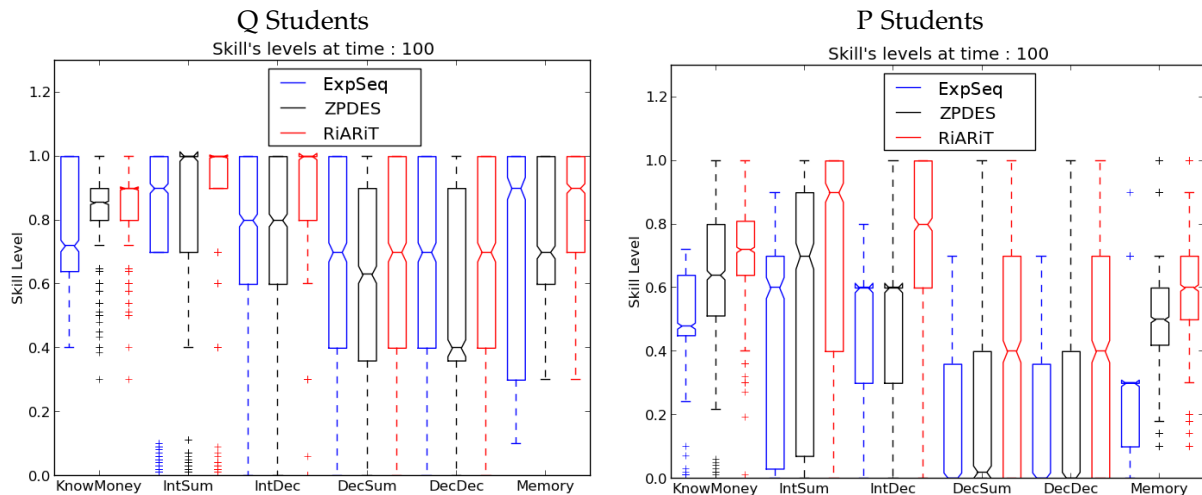 Q Students
Skill's levels at time : 100
ExpSeq
ZPDES
RiARiT
Skill Level
1.2
1.0
0.8
0.6
0.4
0.2
0.0
KnowMoney IntSum IntDec DecSum DecDec Memory
P Students
Skill's levels at time : 100
ExpSeq
ZPDES
RiARiT
Skill Level
1.2
1.0
0.8
0.6
0.4
0.2
0.0
KnowMoney IntSum IntDec DecSum DecDec Memory